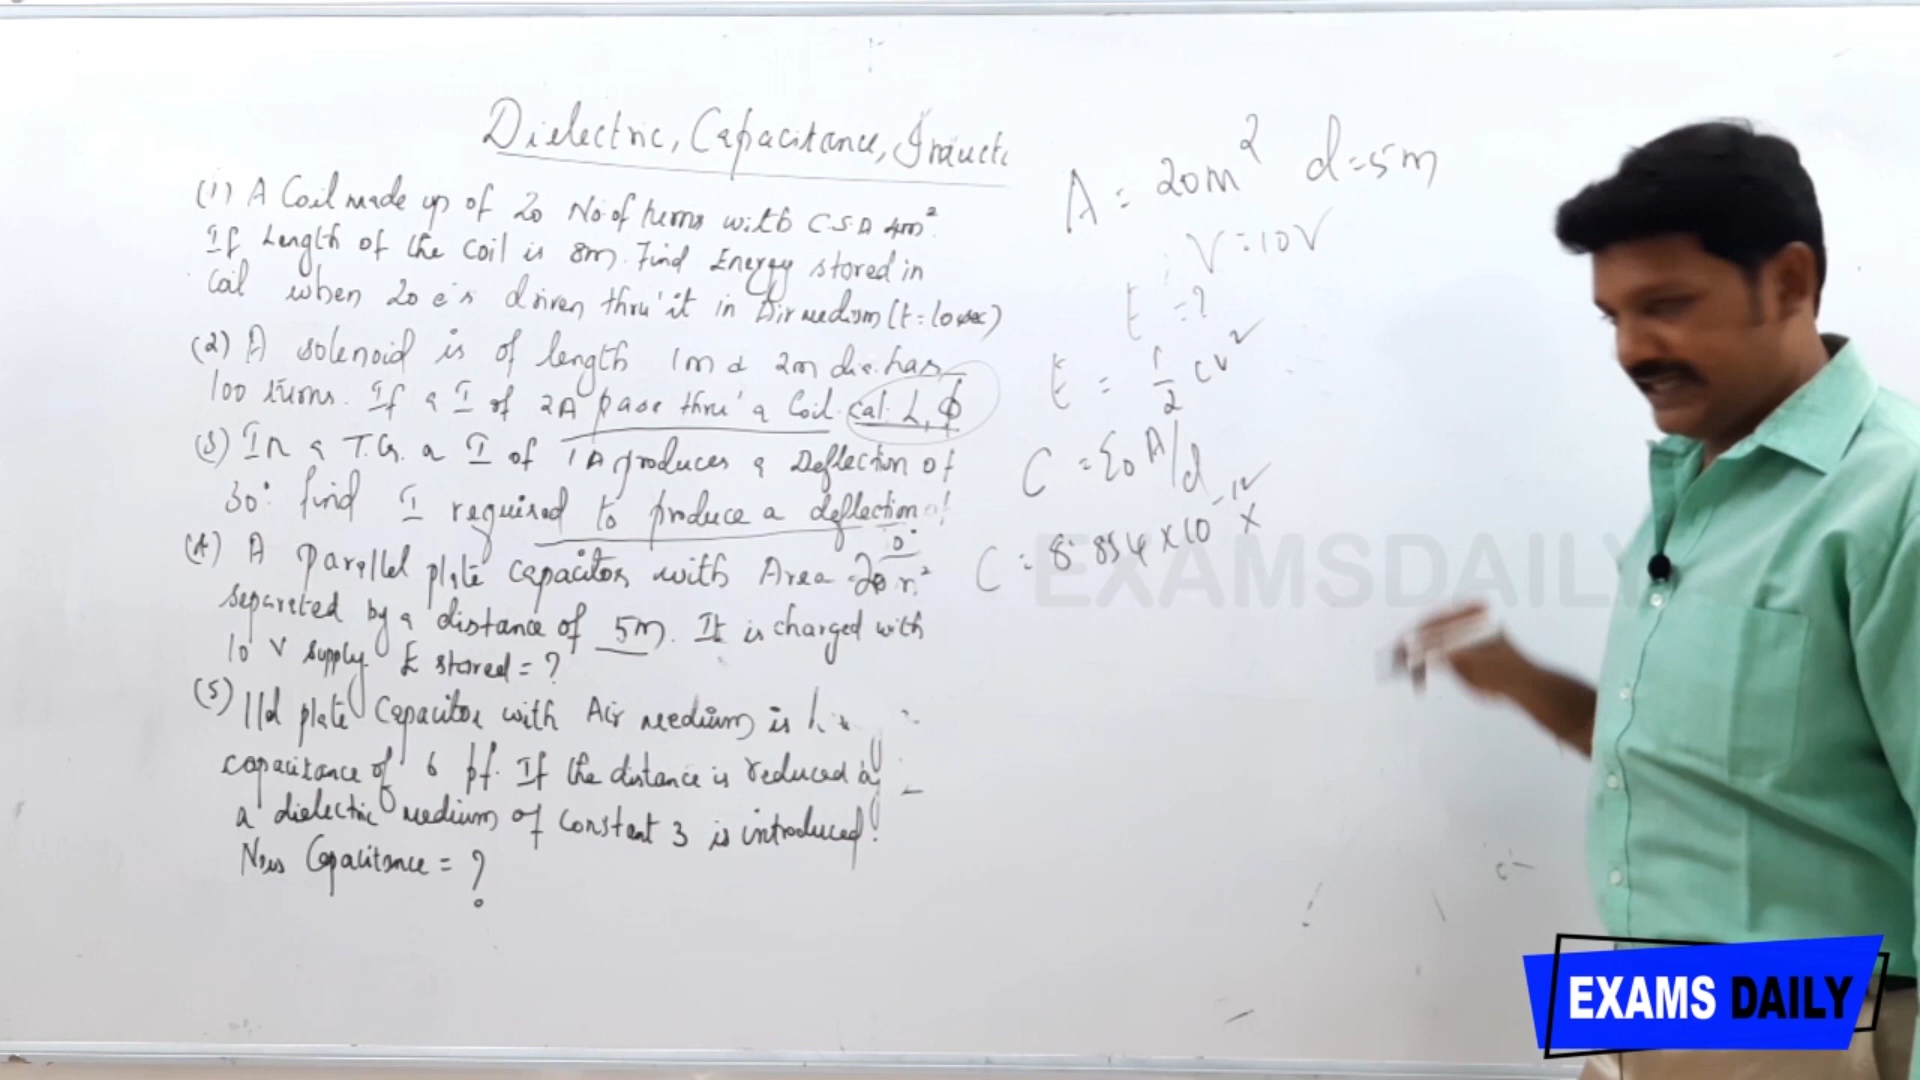 Dielectric, Capacitance, Inductc
(1) A Coil made up of 20 No of turns with C.S.A 4m².
If Length of the coil is 8m. Find Energy stored in
Coil when 20 e's driven thru' it in Air medium (t = 10 sec)
(2) A solenoid is of length 1m & 2m dia. has
100 turns. If a I of 2A pass thru' a Coil. cal. L, ϕ
(3) In a T.G. a I of 1A produces a Deflection of
30° find I required to produce a deflection of
(4) A parallel plate capacitor with Area 20 m²
separeted by a distance of 5m. It is charged with
10 V supply E stored = ?
(5) ||d plate Capacitor with Air medium is
capacitance of 6 pf. If the distance is reduced by
a dielectric medium of constant 3 is introduced.
New Capacitance = ?
A = 20m² d = 5m
V = 10V
E = ?
E = 1/2 CV²
C = ε₀ A/d
C = 8.854 × 10⁻¹² ×
EXAMSDAILY
EXAMS DAILY